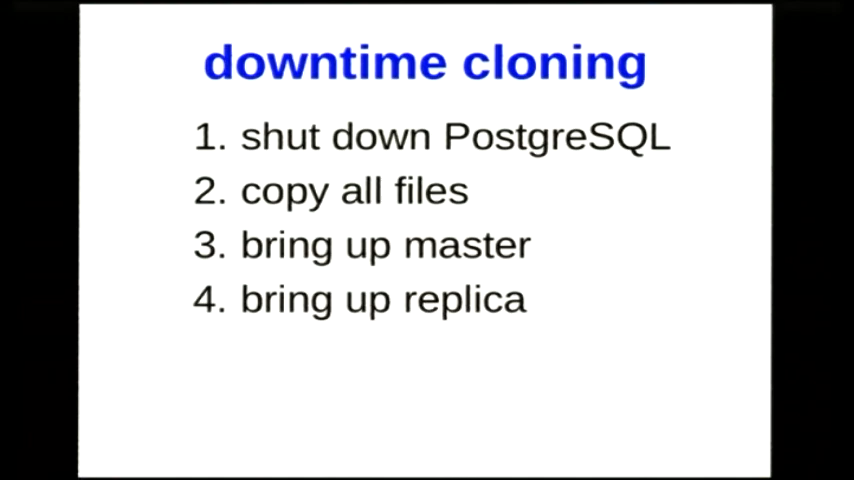 downtime cloning
1. shut down PostgreSQL
2. copy all files
3. bring up master
4. bring up replica